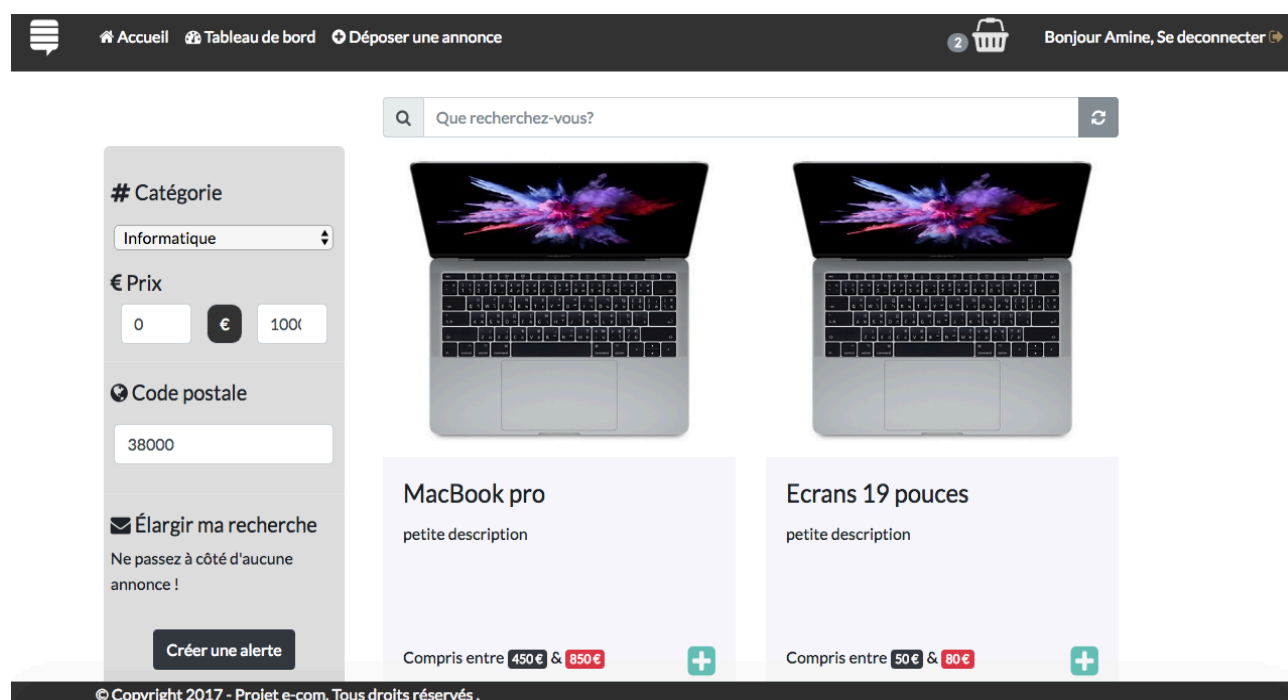 Accueil Tableau de bord Déposer une annonce 2 Bonjour Amine, Se deconnecter
Que recherchez-vous?
# Catégorie
Informatique
€ Prix
0 € 100
Code postale
38000
Élargir ma recherche
Ne passez à côté d'aucune
annonce !
Créer une alerte
MacBook pro
petite description
Compris entre 450 € & 850 €
Ecrans 19 pouces
petite description
Compris entre 50 € & 80 €
© Copyright 2017 - Projet e-com. Tous droits réservés .